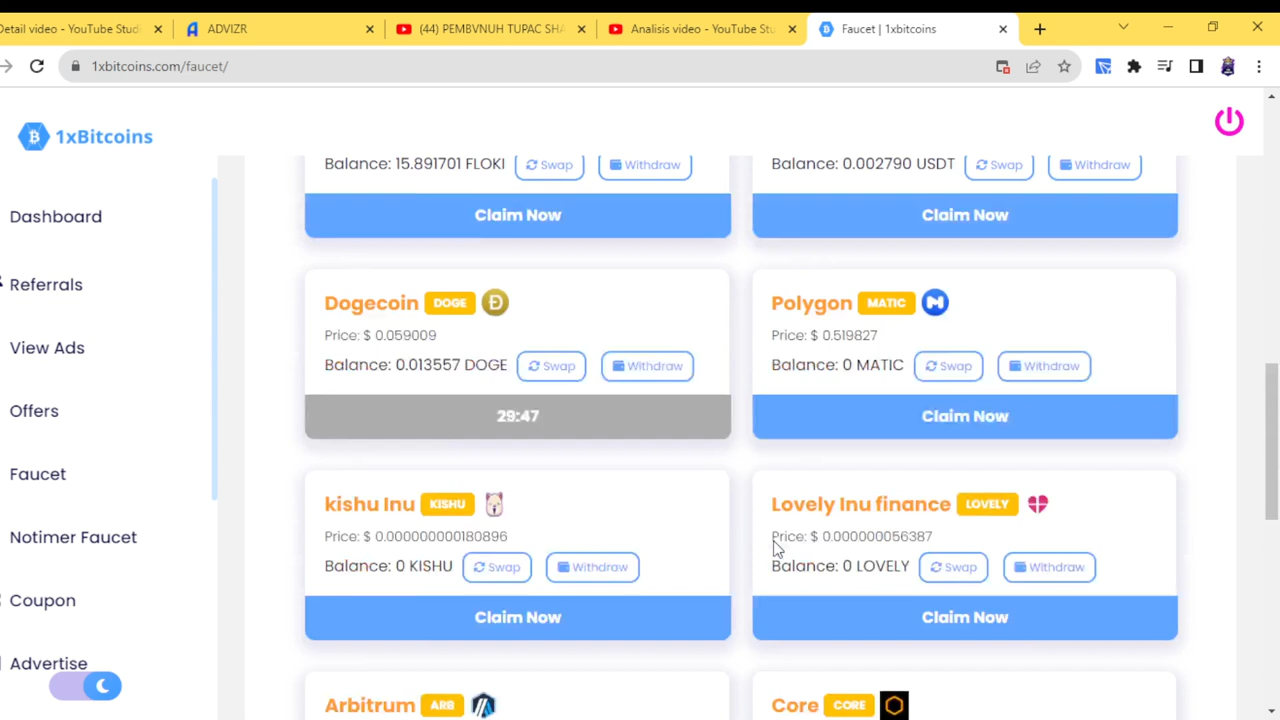 Detail video - YouTube Studi
ADVIZR
(44) PEMBVNUH TUPAC SHA
Analisis video - YouTube Stu
Faucet | 1xbitcoins
1xbitcoins.com/faucet/
1xBitcoins
Dashboard
Referrals
View Ads
Offers
Faucet
Notimer Faucet
Coupon
Advertise
Balance: 15.891701 FLOKI Swap Withdraw
Claim Now
Balance: 0.002790 USDT Swap Withdraw
Claim Now
Dogecoin DOGE
Price: $ 0.059009
Balance: 0.013557 DOGE Swap Withdraw
29:47
Polygon MATIC
Price: $ 0.519827
Balance: 0 MATIC Swap Withdraw
Claim Now
kishu Inu KISHU
Price: $ 0.000000000180896
Balance: 0 KISHU Swap Withdraw
Claim Now
Lovely Inu finance LOVELY
Price: $ 0.000000056387
Balance: 0 LOVELY Swap Withdraw
Claim Now
Arbitrum ARB
Core CORE